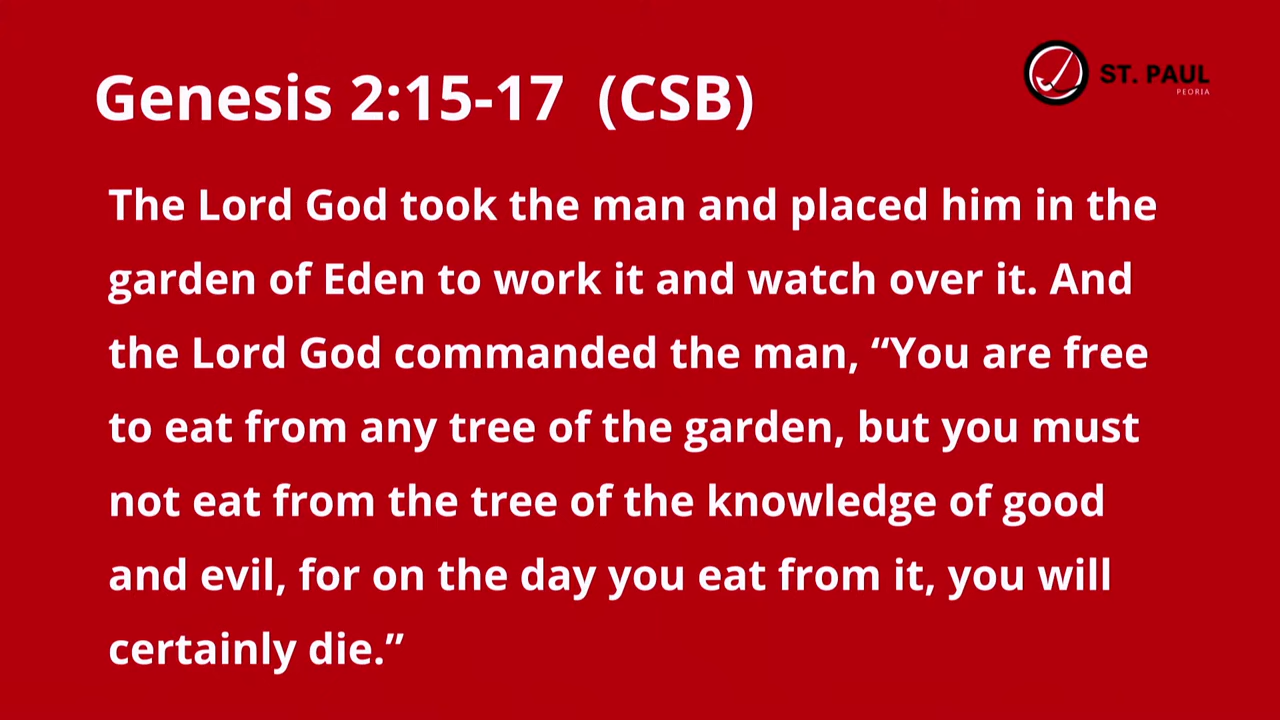 Genesis 2:15-17  (CSB)
ST. PAUL
PEORIA
The Lord God took the man and placed him in the
garden of Eden to work it and watch over it. And
the Lord God commanded the man, “You are free
to eat from any tree of the garden, but you must
not eat from the tree of the knowledge of good
and evil, for on the day you eat from it, you will
certainly die.”